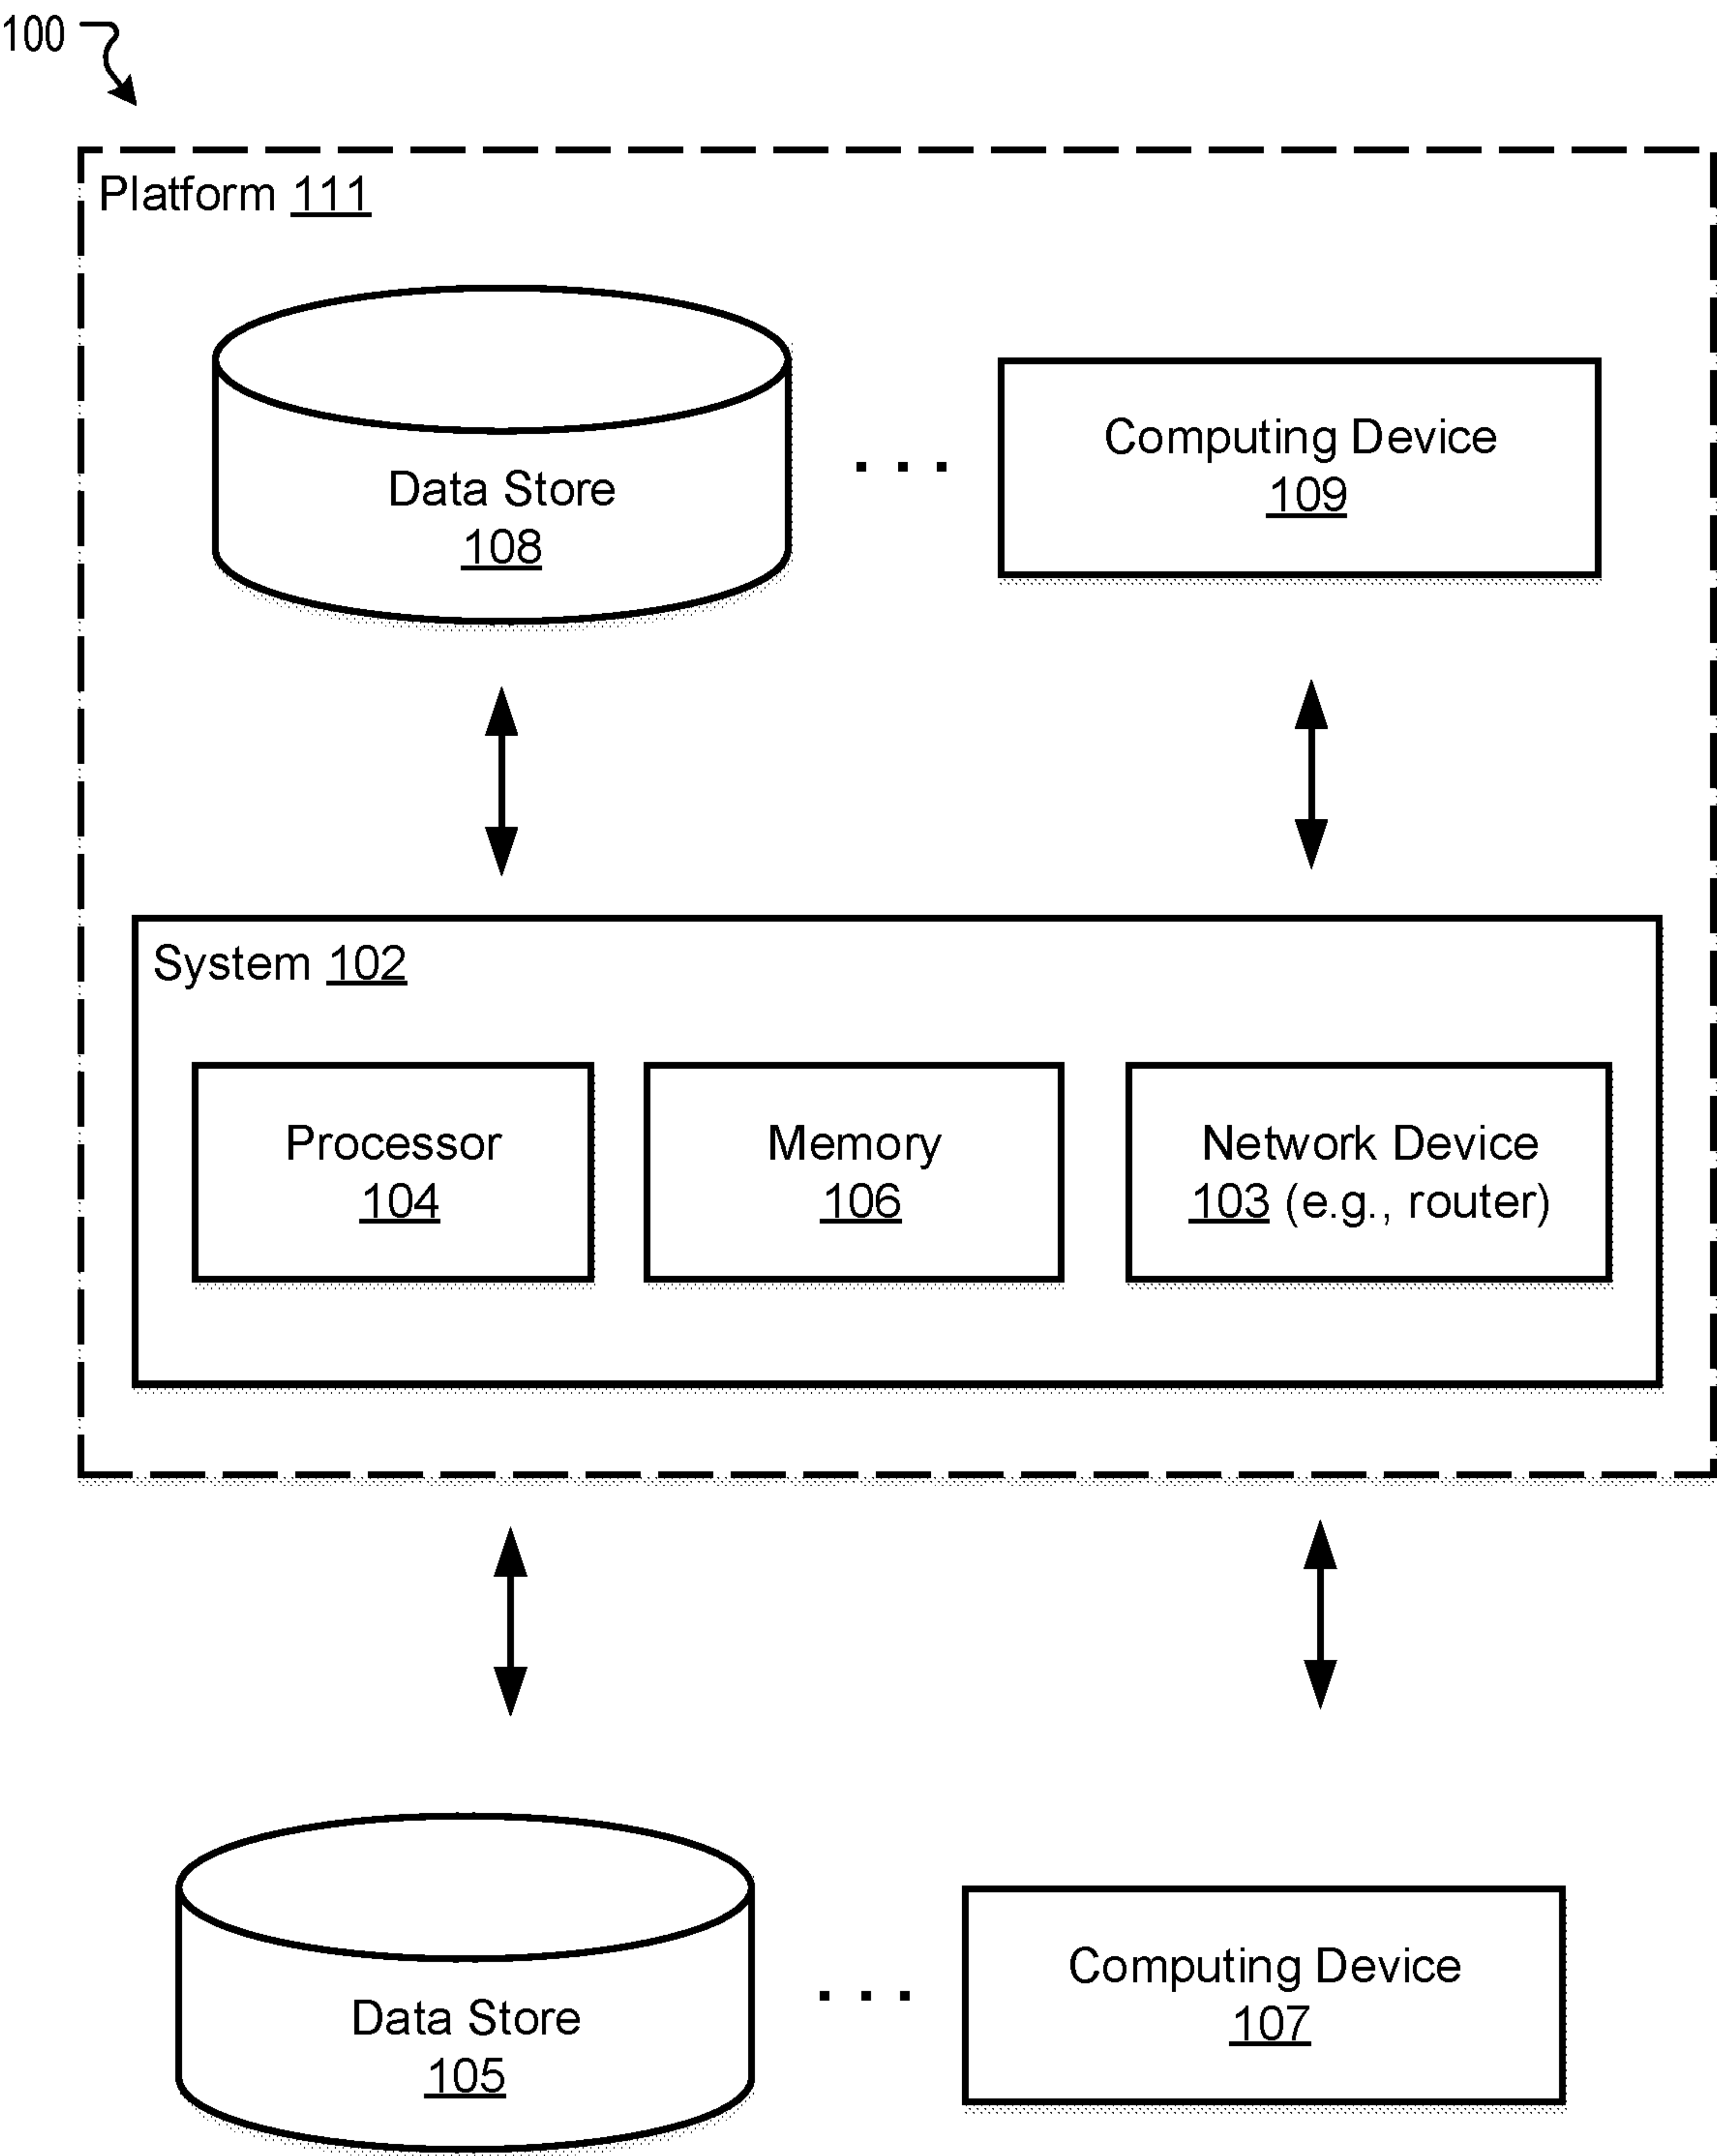 100
Platform 111
Data Store
108
. . .
Computing Device
109
System 102
Processor
104
Memory
106
Network Device
103 (e.g., router)
Data Store
105
. . .
Computing Device
107